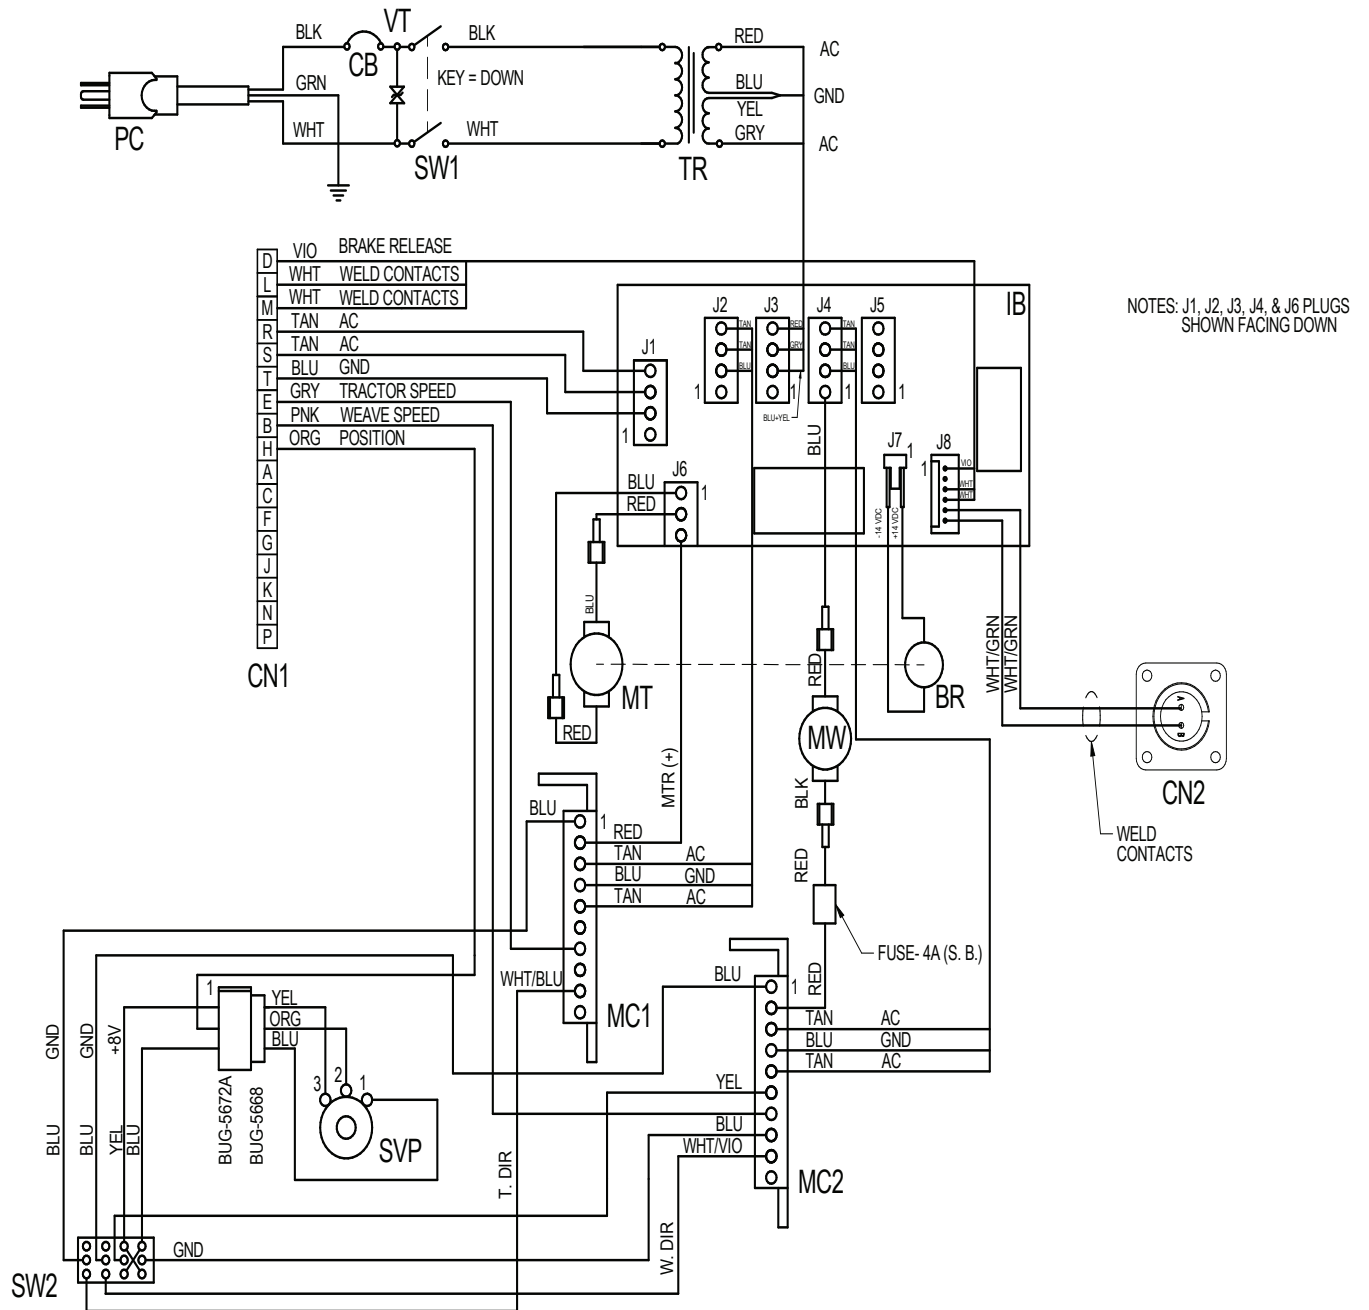 BLK
VT
BLK
RED
AC
CB
KEY = DOWN
GRN
BLU
GND
YEL
PC
WHT
WHT
GRY
AC
SW1
TR
D VIO BRAKE RELEASE
L WHT WELD CONTACTS
M WHT WELD CONTACTS
R TAN AC
S TAN AC
T BLU GND
E GRY TRACTOR SPEED
B PNK WEAVE SPEED
H ORG POSITION
A
C
F
G
J
K
N
P
CN1
IB
NOTES: J1, J2, J3, J4, & J6 PLUGS
SHOWN FACING DOWN
J2
J3
J4
J5
TAN
TAN
BLU
1
RED
GRY
1
BLU+YEL
TAN
TAN
BLU
1
1
J1
1
BLU
J7
1
-14 VDC
+14 VDC
J8
1
VIO
WHT
WHT
J6
BLU
1
RED
BLU
MT
RED
RED
BR
WHT/GRN
WHT/GRN
MW
BLK
MTR (+)
A
B
CN2
WELD
CONTACTS
BLU
1
RED
TAN AC
BLU GND
TAN AC
WHT/BLU
MC1
RED
FUSE- 4A (S. B.)
RED
BLU
1
TAN AC
BLU GND
TAN AC
YEL
BLU
WHT/VIO
MC2
GND
GND
+8V
1
YEL
ORG
BLU
BUG-5672A
BUG-5668
3
2
1
SVP
BLU
BLU
YEL
BLU
T. DIR
W. DIR
GND
SW2